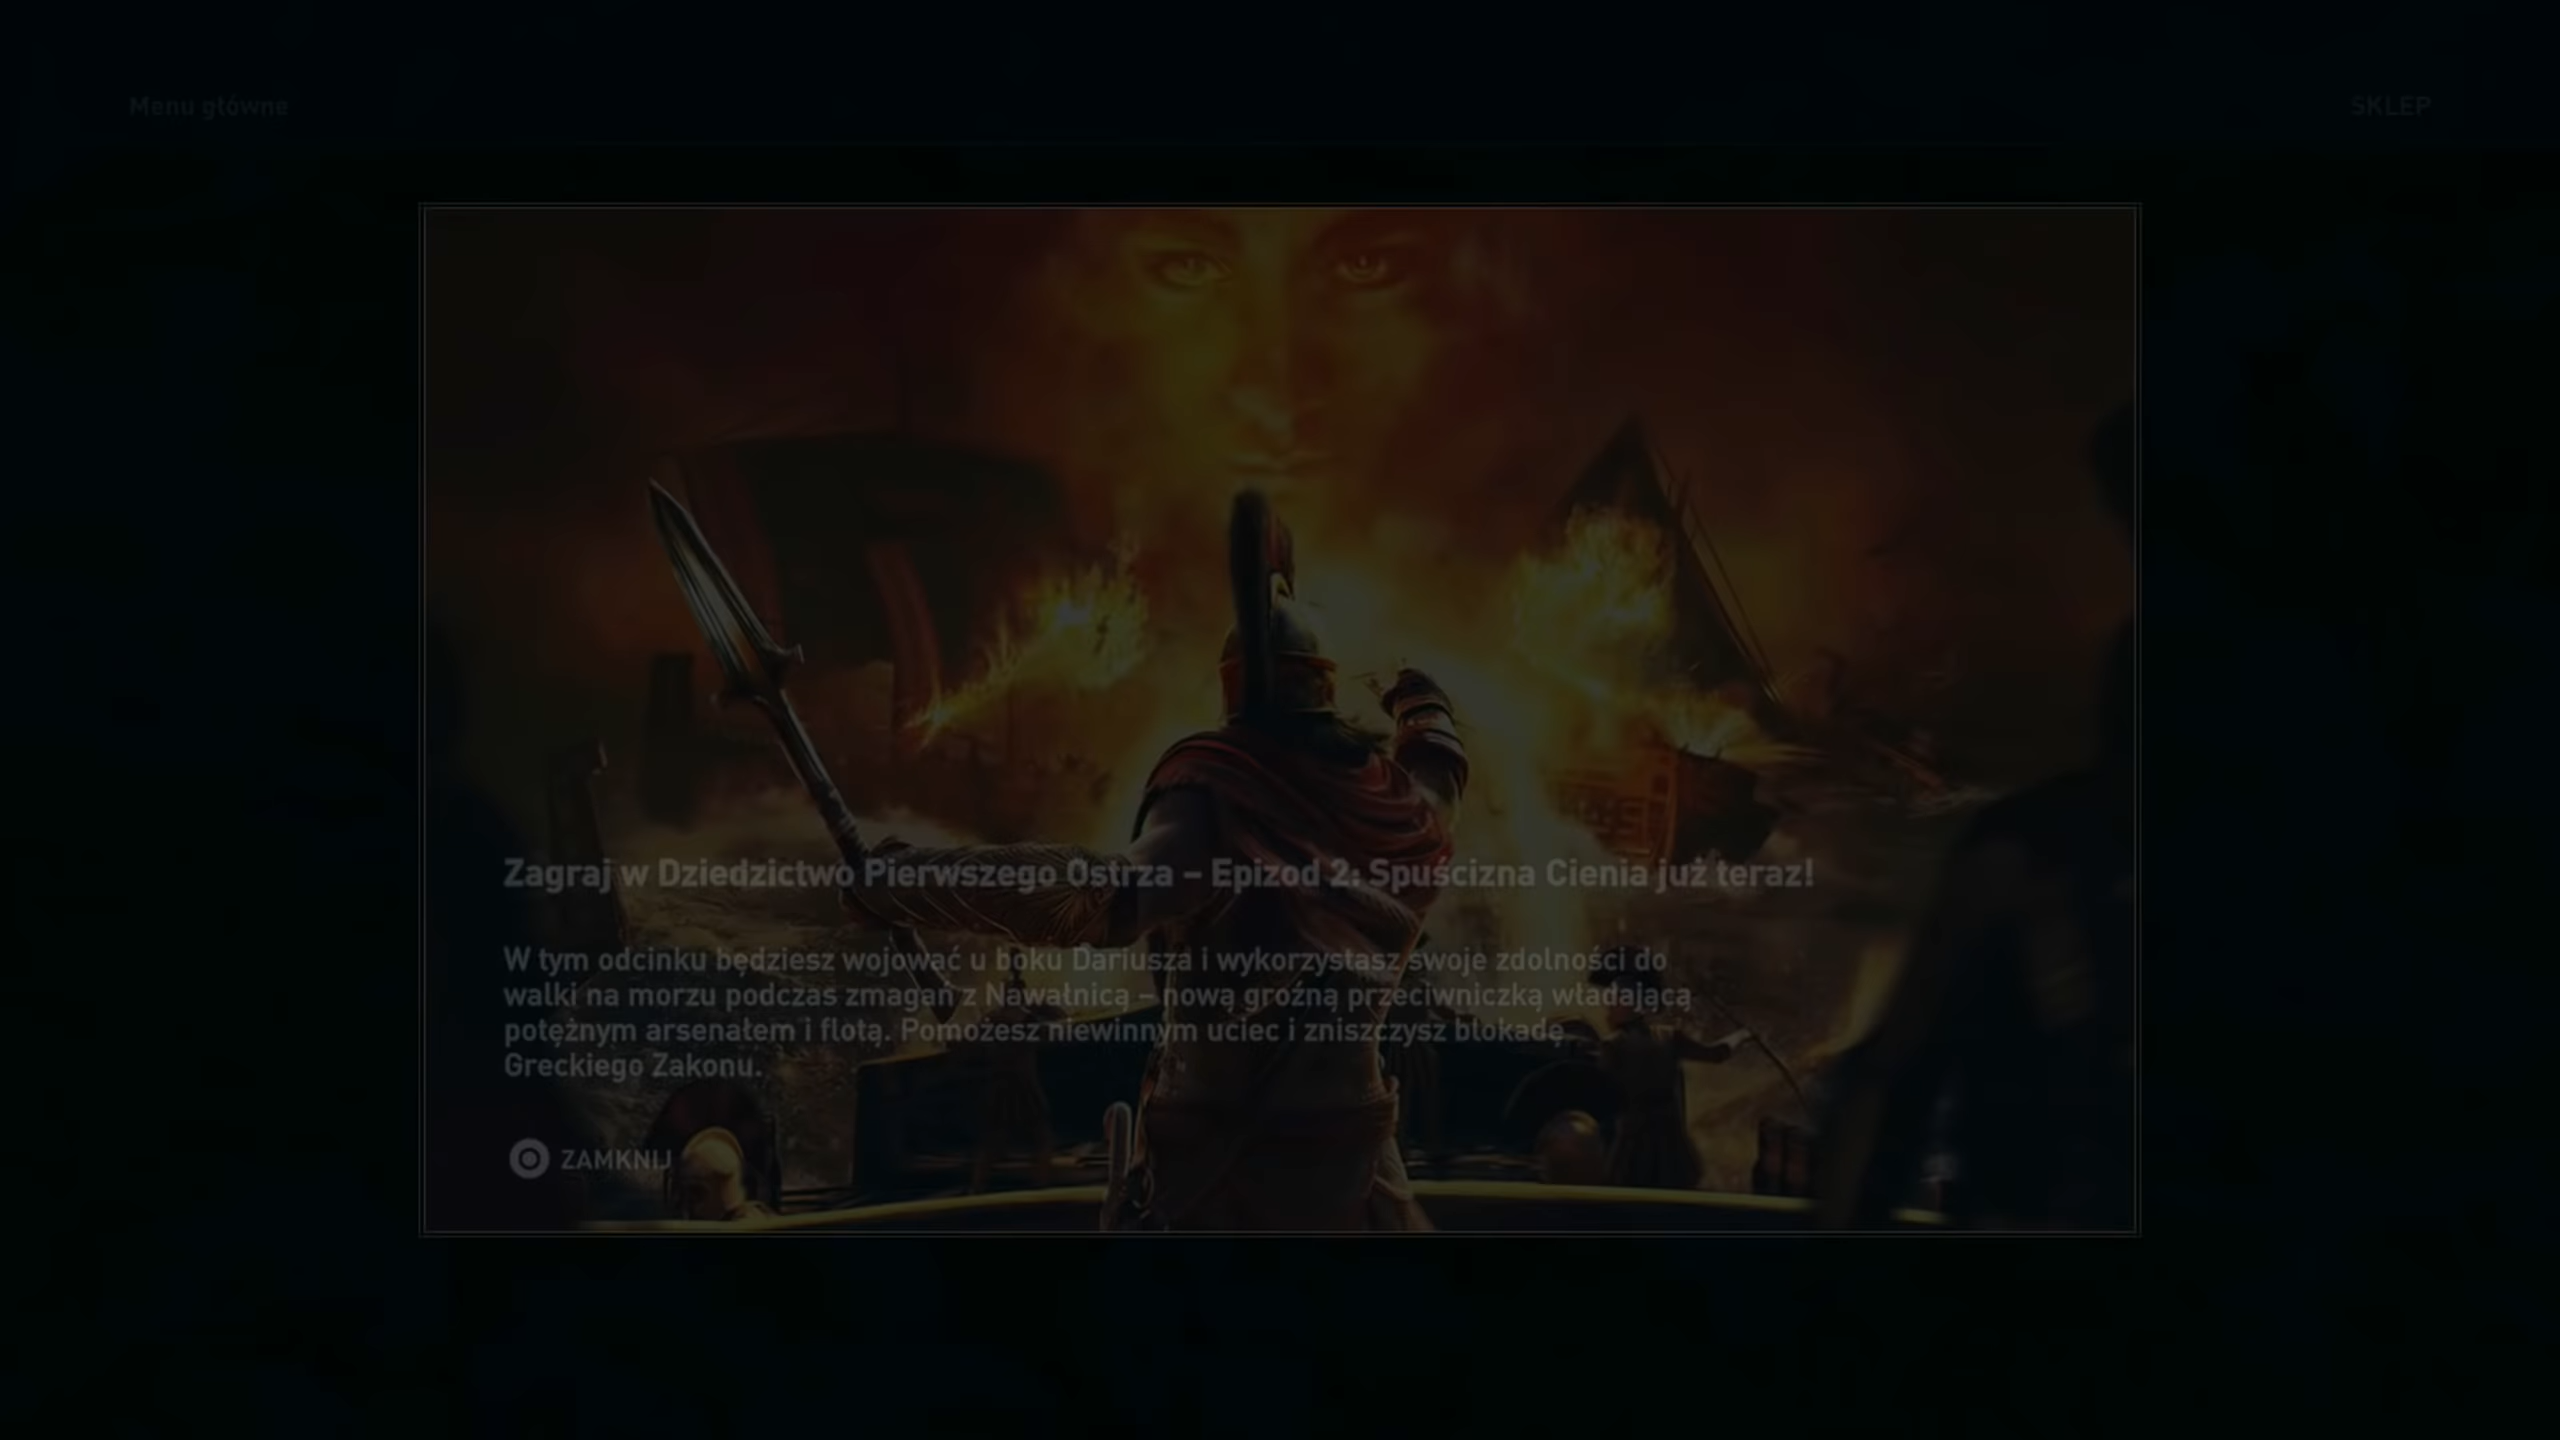 Menu główne
SKLEP
Zagraj w Dziedzictwo Pierwszego Ostrza – Epizod 2: Spuścizna Cienia już teraz!
W tym odcinku będziesz wojować u boku Dariusza i wykorzystasz swoje zdolności do
walki na morzu podczas zmagań z Nawałnicą – nową groźną przeciwniczką władającą
potężnym arsenałem i flotą. Pomożesz niewinnym uciec i zniszczysz blokadę
Greckiego Zakonu.
ZAMKNIJ